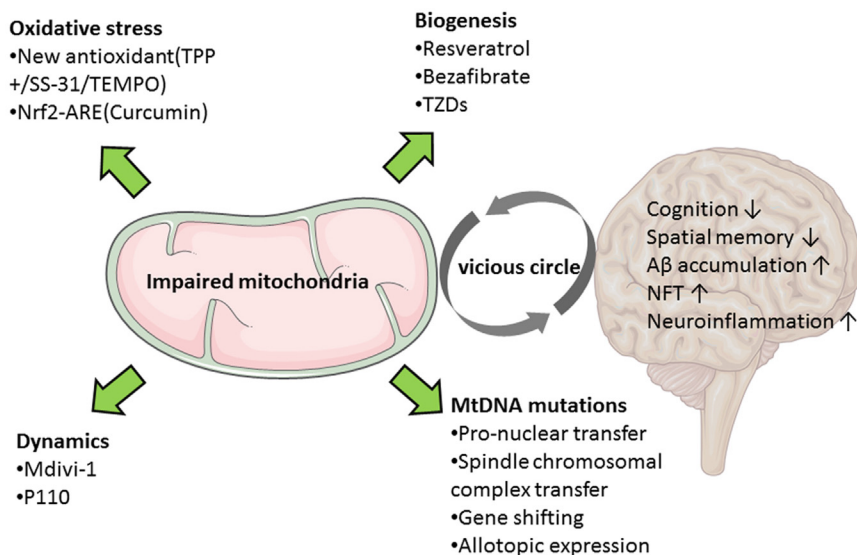 Oxidative stress
•New antioxidant(TPP
+/SS-31/TEMPO)
•Nrf2-ARE(Curcumin)
Biogenesis
•Resveratrol
•Bezafibrate
•TZDs
Impaired mitochondria
vicious circle
Cognition ↓
Spatial memory ↓
Aβ accumulation ↑
NFT ↑
Neuroinflammation ↑
Dynamics
•Mdivi-1
•P110
MtDNA mutations
•Pro-nuclear transfer
•Spindle chromosomal
complex transfer
•Gene shifting
•Allotopic expression